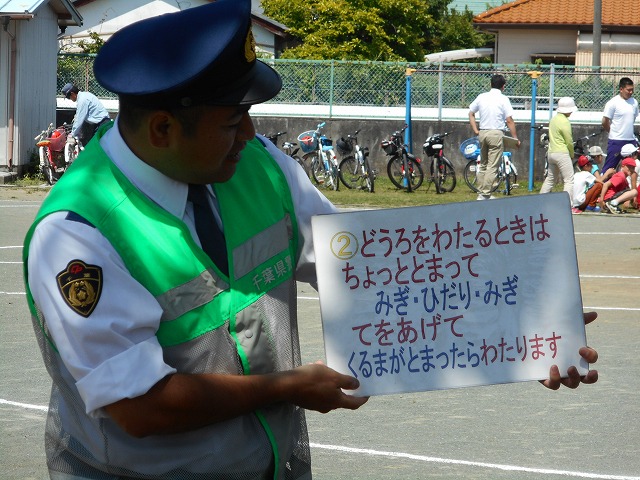 ②どうろをわたるときは
ちょっととまって
みぎ・ひだり・みぎ
てをあげて
くるまがとまったらわたります
千葉県